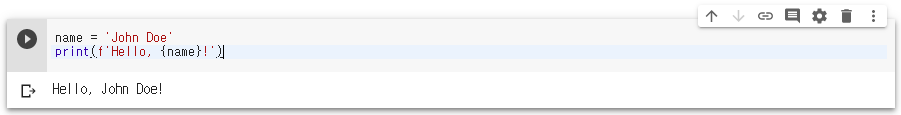 name = 'John Doe'
print(f'Hello, {name}!')
Hello, John Doe!